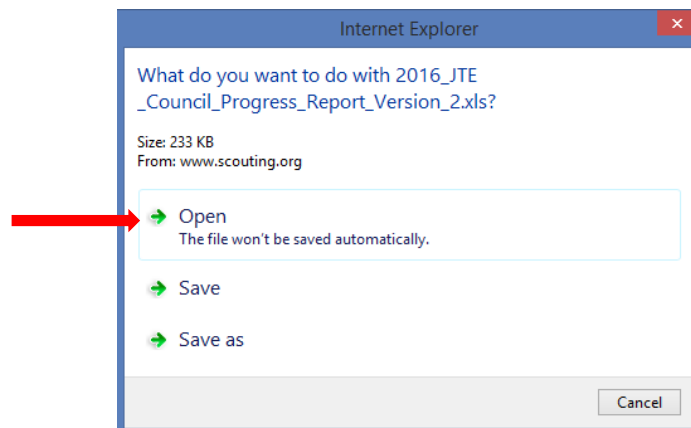 Internet Explorer
What do you want to do with 2016_JTE
_Council_Progress_Report_Version_2.xls?
Size: 233 KB
From: www.scouting.org
Open
The file won't be saved automatically.
Save
Save as
Cancel